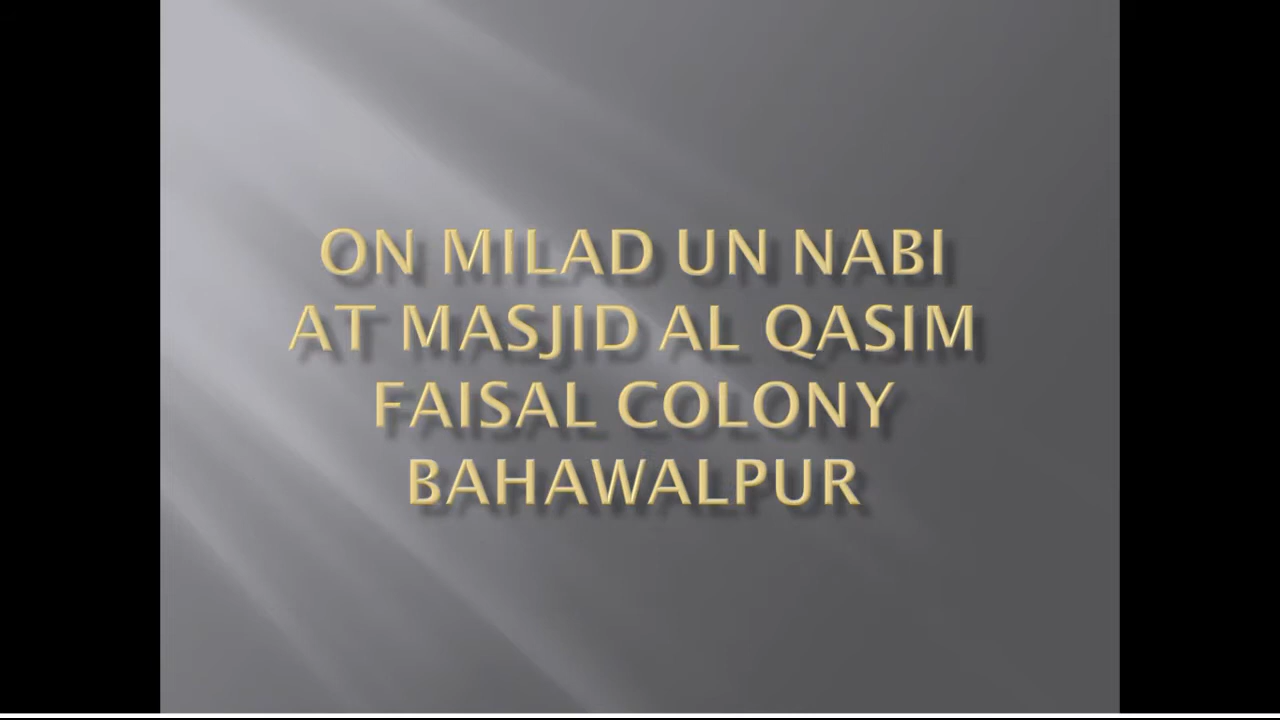 ON MILAD UN NABI
AT MASJID AL QASIM
FAISAL COLONY
BAHAWALPUR